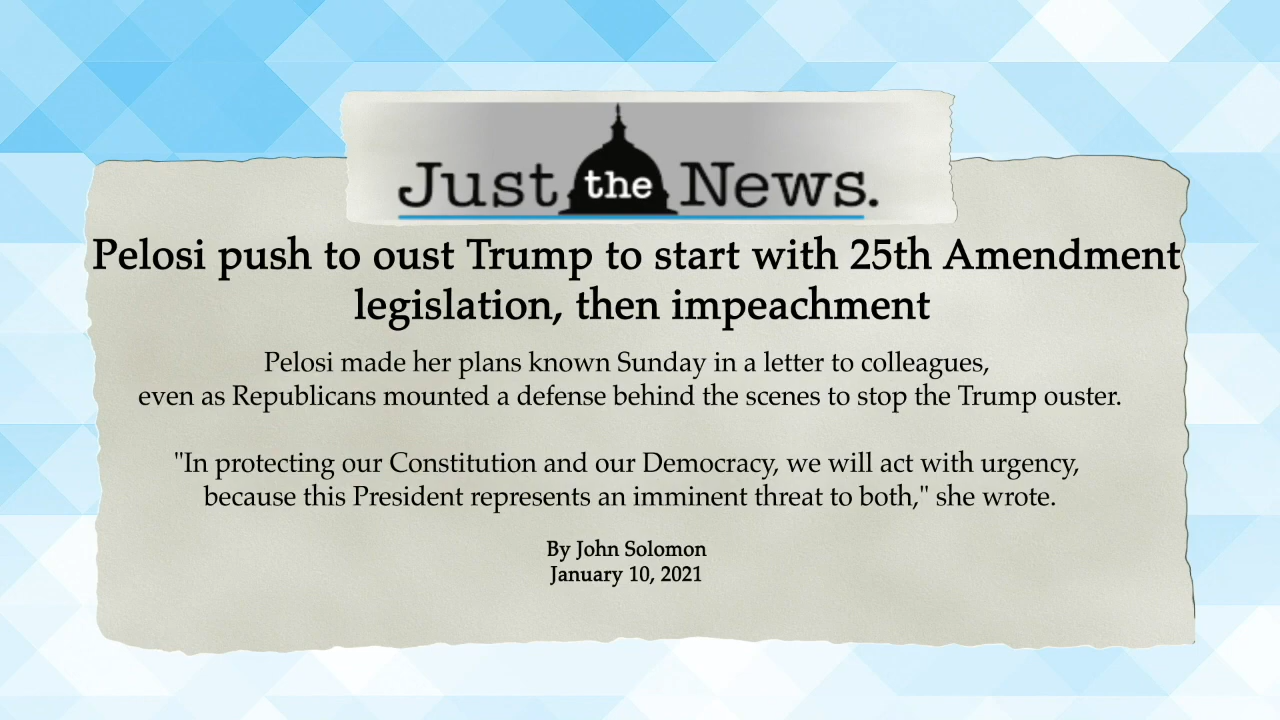 Just the News.
Pelosi push to oust Trump to start with 25th Amendment
legislation, then impeachment
Pelosi made her plans known Sunday in a letter to colleagues,
even as Republicans mounted a defense behind the scenes to stop the Trump ouster.
"In protecting our Constitution and our Democracy, we will act with urgency,
because this President represents an imminent threat to both," she wrote.
By John Solomon
January 10, 2021